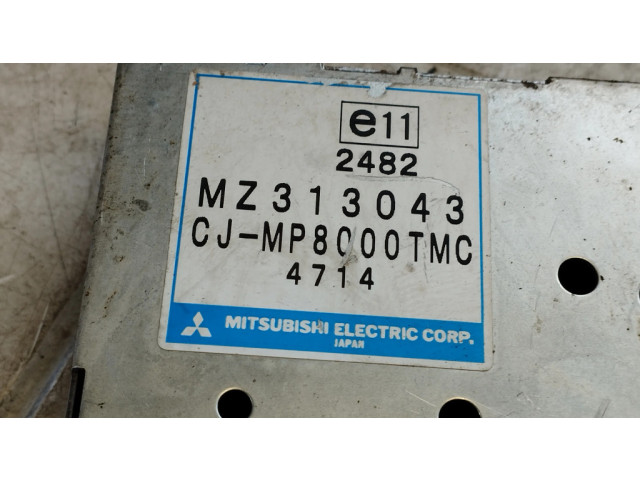 e11
2482
MZ313043
CJ-MP8000TMC
4714
MITSUBISHI ELECTRIC CORP.
JAPAN